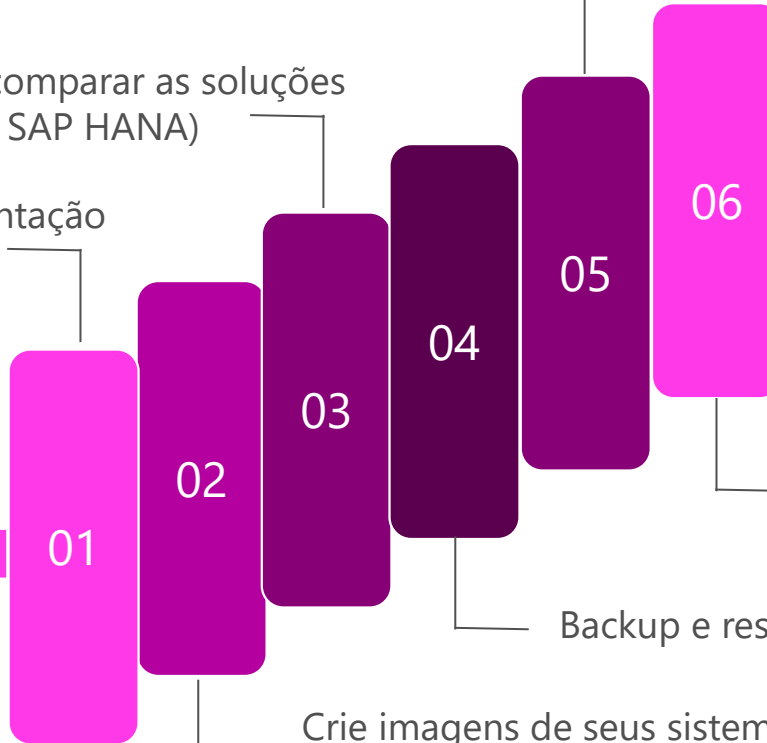 comparar as soluções
SAP HANA)
ntação
06
05
04
03
02
01
Backup e res
Crie imagens de seus sistem